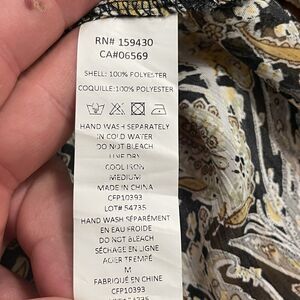 RN# 159430
CA#06569
SHELL: 100% POLYESTER
COQUILLE: 100% POLYESTER
HAND WASH SEPARATELY
IN COLD WATER
DO NOT BLEACH
LINE DRY
COOL IRON
MEDIUM
MADE IN CHINA
CFP10393
LOT# 54735
HAND WASH SÉPARÉMENT
EN EAU FROIDE
DO NOT BLEACH
SÉCHAGE EN LIGNE
ACIER TREMPÉ
M
FABRIQUÉ EN CHINE
CFP10393
54735